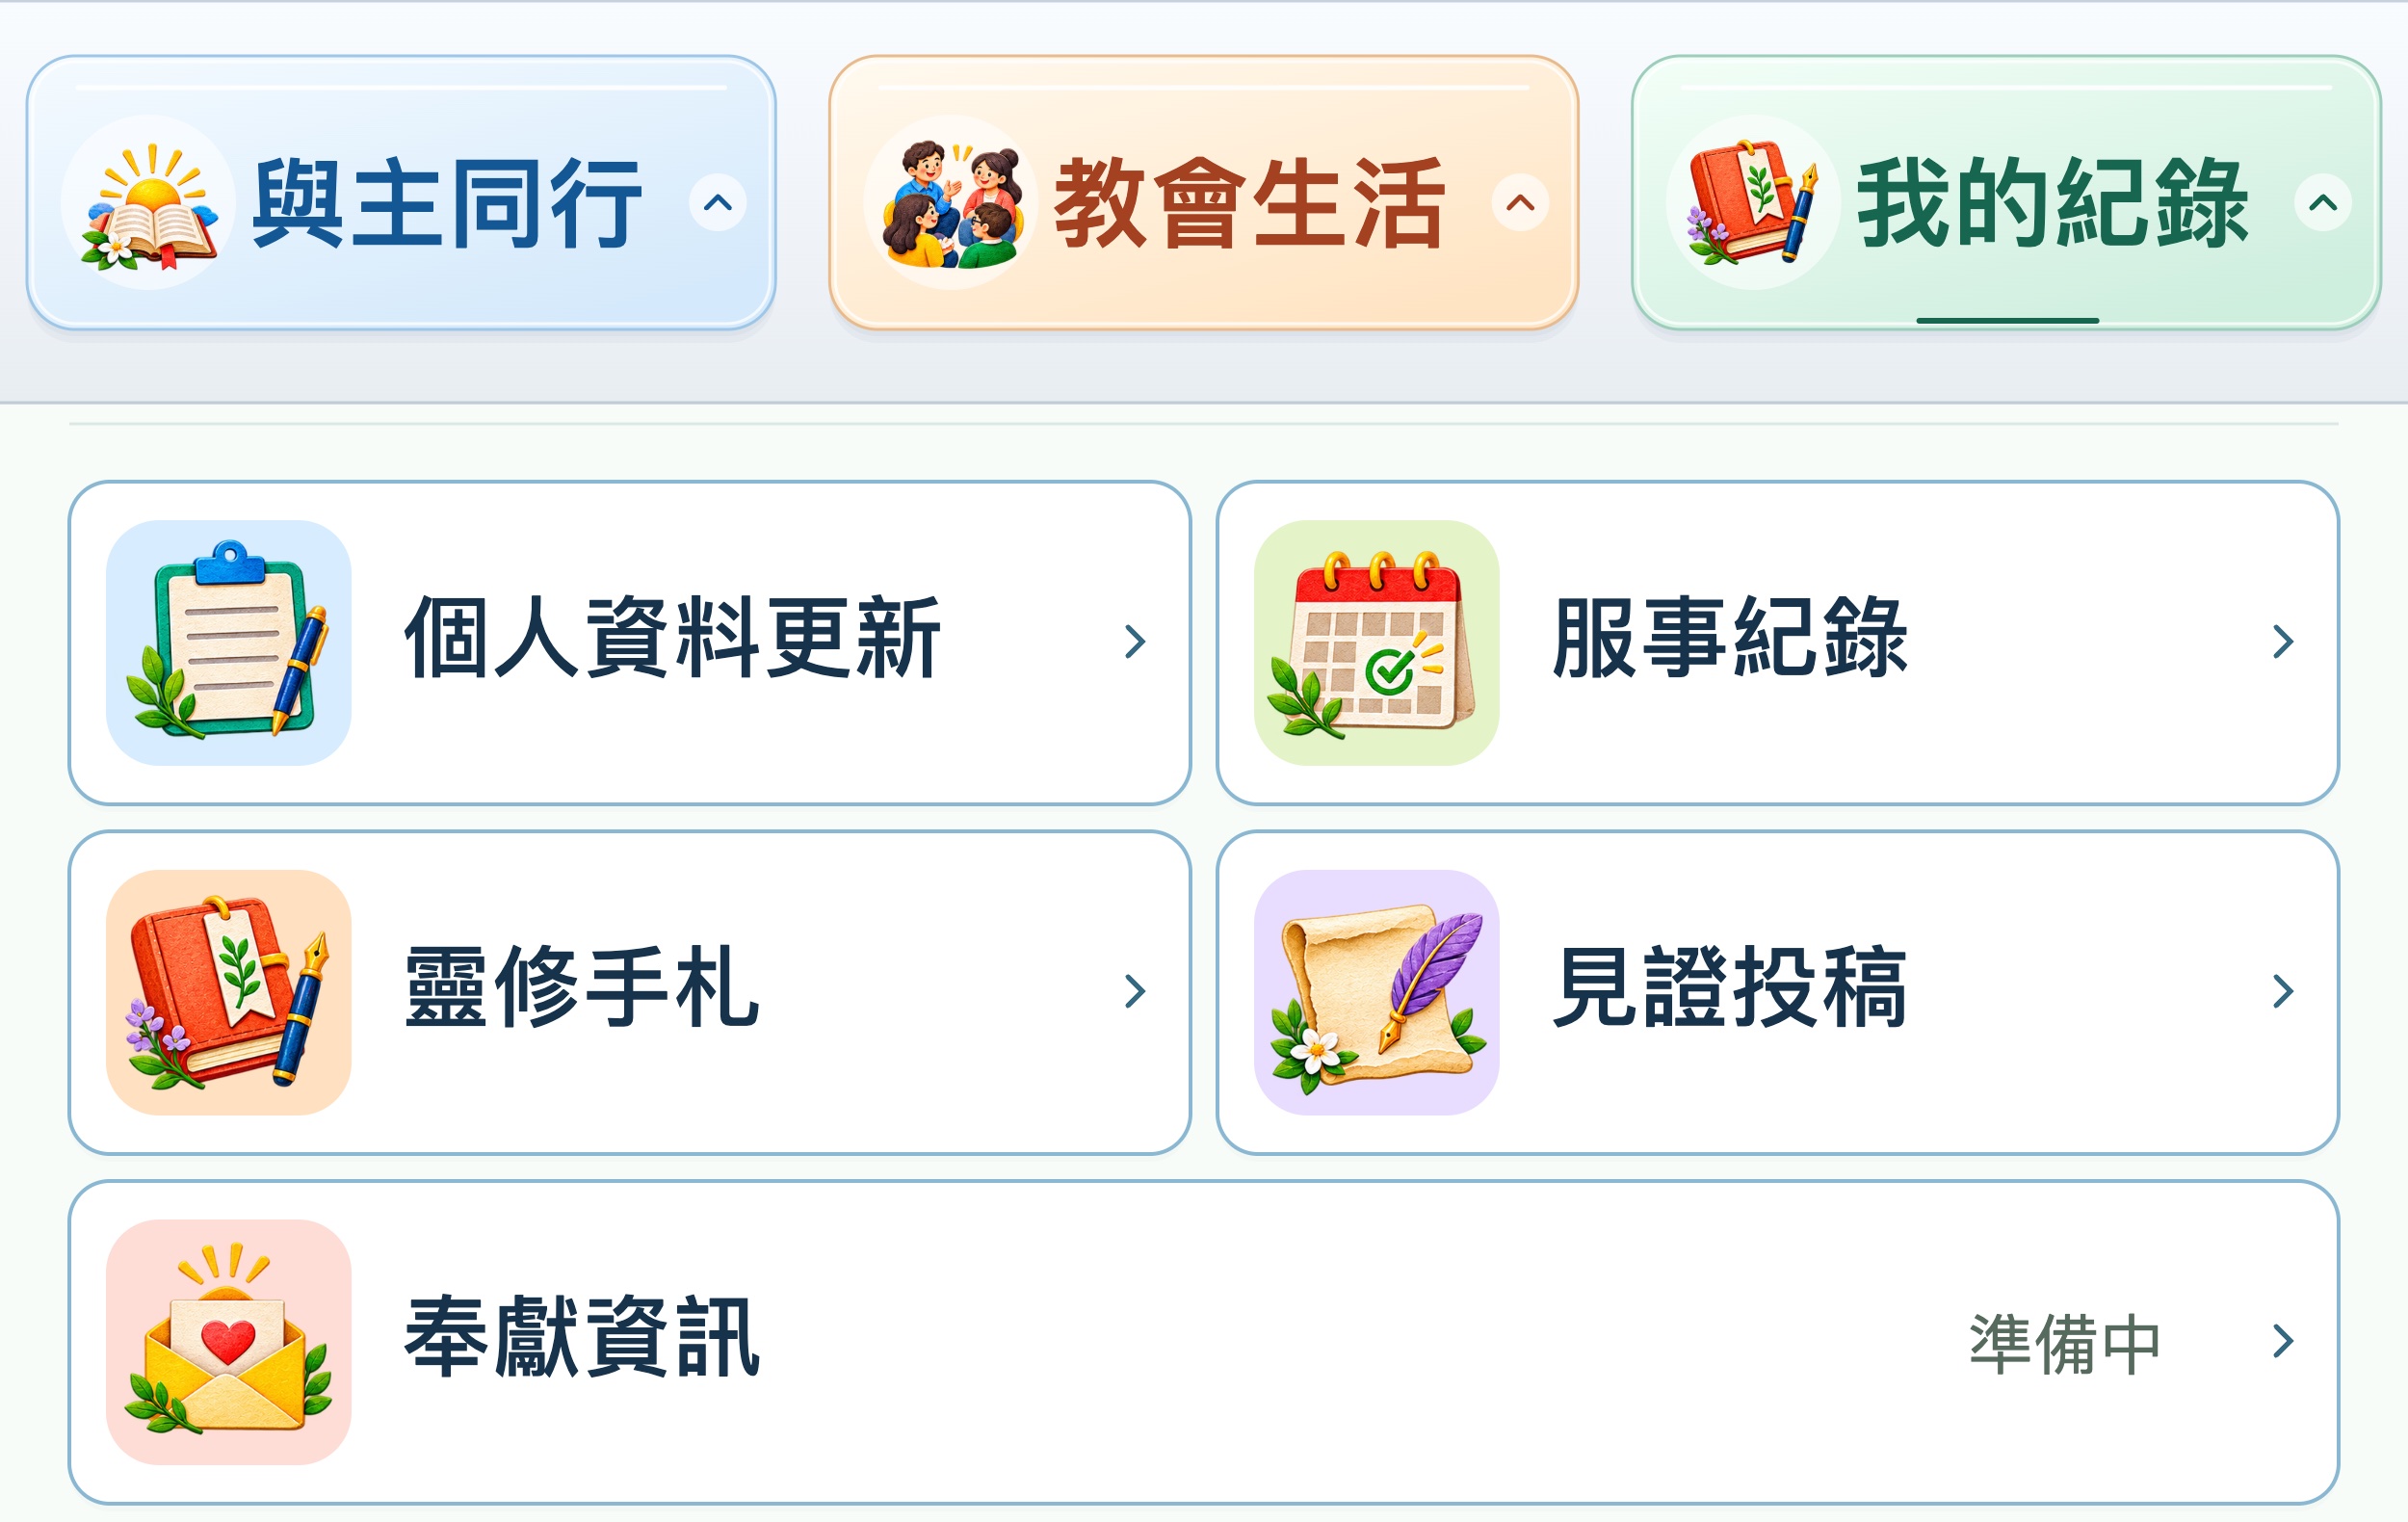 與主同行
教會生活
我的紀錄
個人資料更新
服事紀錄
靈修手札
見證投稿
奉獻資訊
準備中